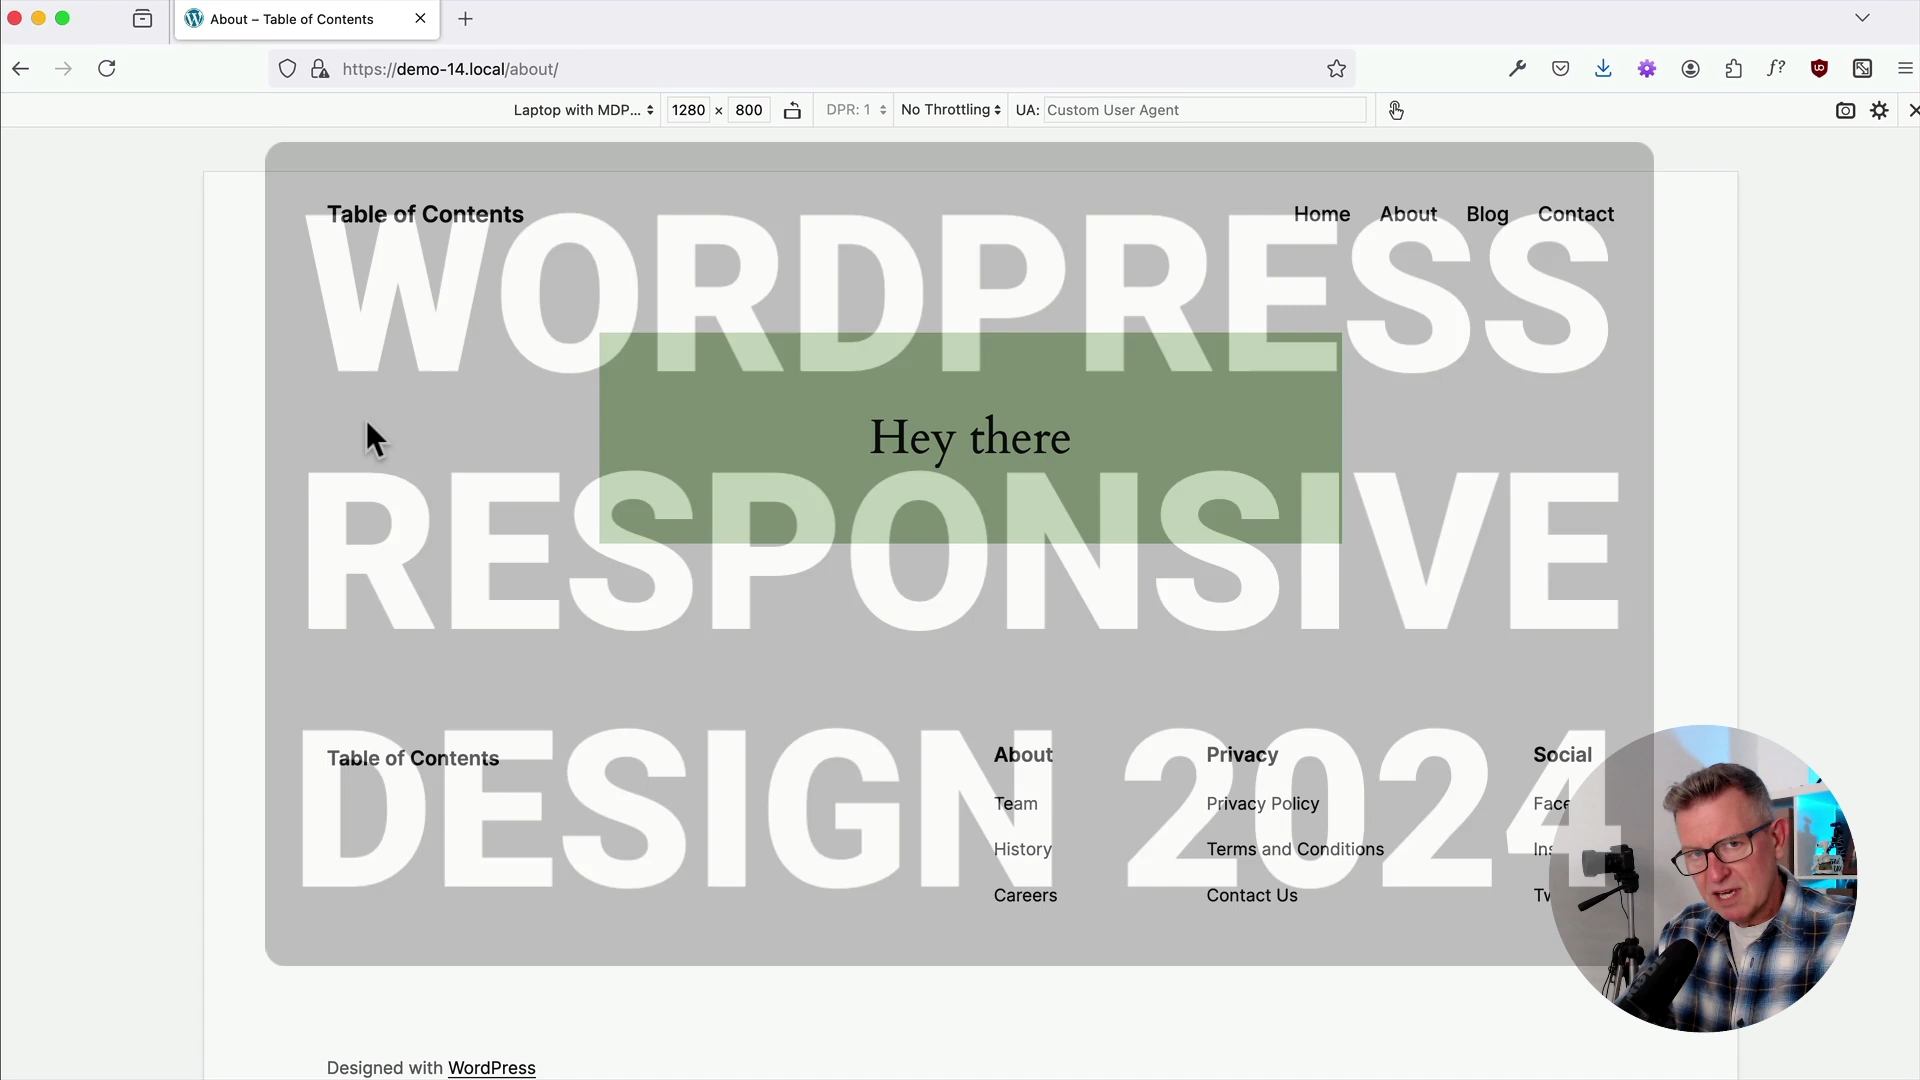 About – Table of Contents
https://demo-14.local/about/
f?
Laptop with MDP... 1280 × 800 DPR: 1 No Throttling UA: Custom User Agent
Table of Contents Home About Blog Contact
WORDPRESS
Hey there
RESPONSIVE
DESIGN 2024
Table of Contents About Privacy Social
Team Privacy Policy
History Terms and Conditions
Careers Contact Us
Designed with WordPress